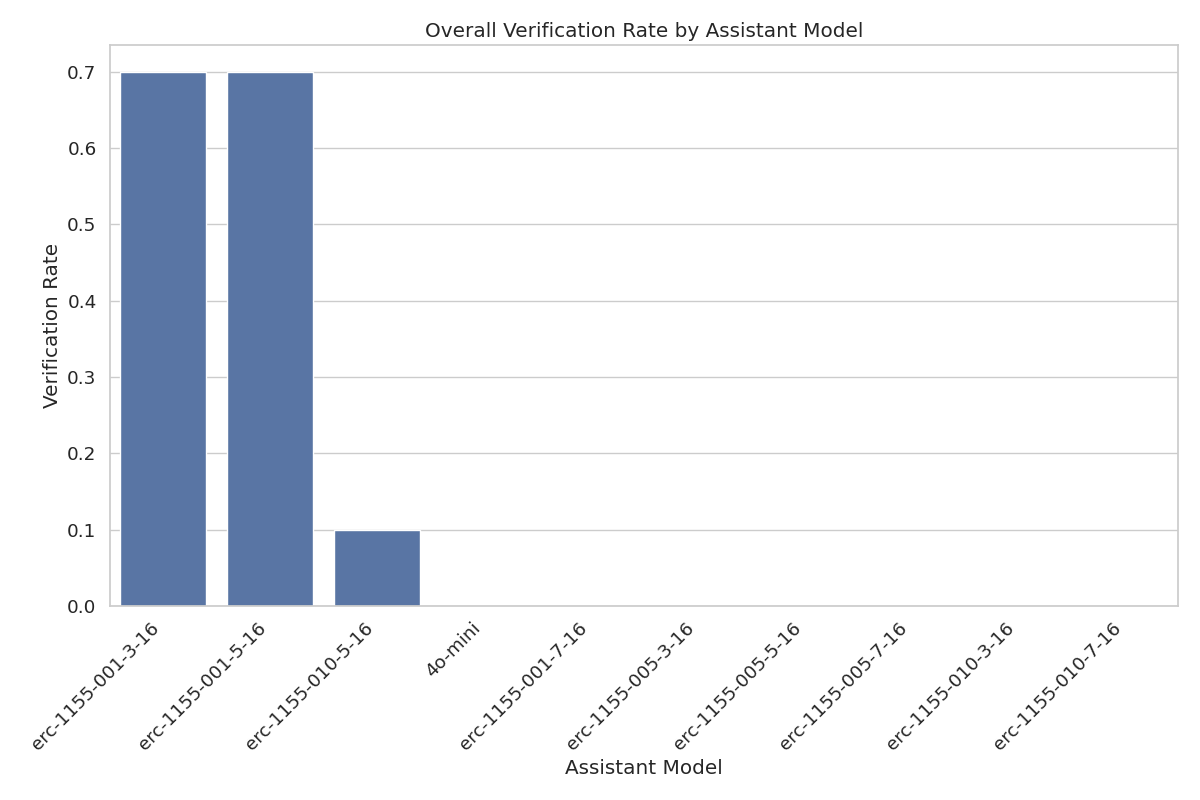 Overall Verification Rate by Assistant Model
Verification Rate
0.7
0.6
0.5
0.4
0.3
0.2
0.1
0.0
erc-1155-001-3-16
erc-1155-001-5-16
erc-1155-010-5-16
4o-mini
erc-1155-001-7-16
erc-1155-005-3-16
erc-1155-005-5-16
erc-1155-005-7-16
erc-1155-010-3-16
erc-1155-010-7-16
Assistant Model